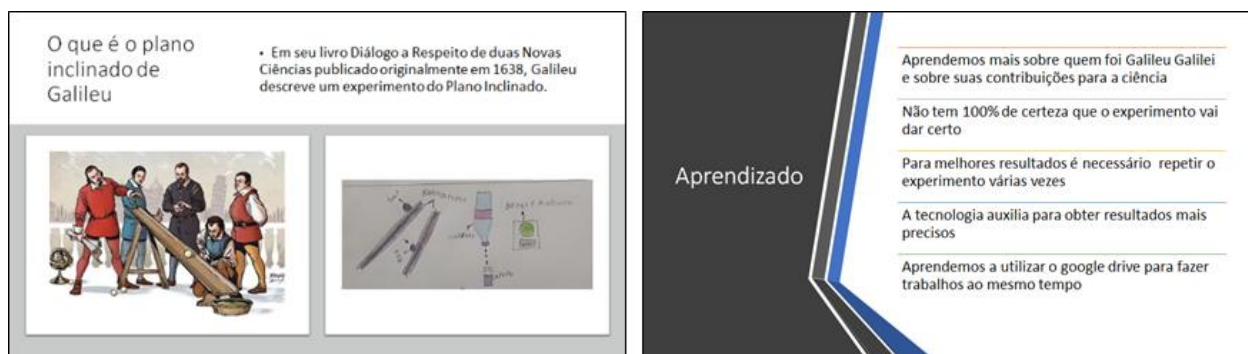 O que é o plano
inclinado de
Galileu
• Em seu livro Diálogo a Respeito de duas Novas
Ciências publicado originalmente em 1638, Galileu
descreve um experimento do Plano Inclinado.
Aprendizado
Aprendemos mais sobre quem foi Galileu Galilei
e sobre suas contribuições para a ciência
Não tem 100% de certeza que o experimento vai
dar certo
Para melhores resultados é necessário repetir o
experimento várias vezes
A tecnologia auxilia para obter resultados mais
precisos
Aprendemos a utilizar o google drive para fazer
trabalhos ao mesmo tempo